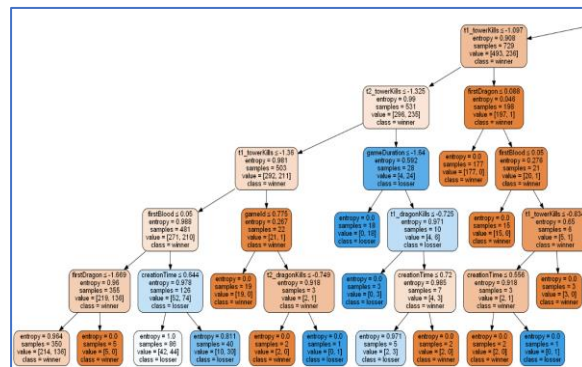 t1_towerKills ≤ -1.097
entropy = 0.908
samples = 729
value = [493, 236]
class = winner
t2_towerKills ≤ -1.325
entropy = 0.99
samples = 531
value = [296, 235]
class = winner
firstDragon ≤ 0.088
entropy = 0.046
samples = 198
value = [197, 1]
class = winner
t1_towerKills ≤ -1.36
entropy = 0.981
samples = 503
value = [292, 211]
class = winner
gameDuration ≤ -1.54
entropy = 0.592
samples = 28
value = [4, 24]
class = losser
entropy = 0.0
samples = 177
value = [177, 0]
class = winner
firstBlood ≤ 0.05
entropy = 0.276
samples = 21
value = [20, 1]
class = winner
firstBlood ≤ 0.05
entropy = 0.988
samples = 481
value = [271, 210]
class = winner
gameId ≤ 0.775
entropy = 0.267
samples = 22
value = [21, 1]
class = winner
entropy = 0.0
samples = 18
value = [0, 18]
class = losser
t1_dragonKills ≤ -0.725
entropy = 0.971
samples = 10
value = [4, 6]
class = losser
entropy = 0.0
samples = 15
value = [15, 0]
class = winner
t1_towerKills ≤ -0.834
entropy = 0.65
samples = 6
value = [5, 1]
class = winner
firstDragon ≤ -1.669
entropy = 0.96
samples = 355
value = [219, 136]
class = winner
creationTime ≤ 0.644
entropy = 0.978
samples = 126
value = [52, 74]
class = losser
entropy = 0.0
samples = 19
value = [19, 0]
class = winner
t2_dragonKills ≤ -0.749
entropy = 0.918
samples = 3
value = [2, 1]
class = winner
entropy = 0.0
samples = 3
value = [0, 3]
class = losser
creationTime ≤ 0.72
entropy = 0.985
samples = 7
value = [4, 3]
class = winner
creationTime ≤ 0.556
entropy = 0.918
samples = 3
value = [2, 1]
class = winner
entropy = 0.0
samples = 3
value = [3, 0]
class = winner
entropy = 0.964
samples = 350
value = [214, 136]
class = winner
entropy = 0.0
samples = 5
value = [5, 0]
class = winner
entropy = 1.0
samples = 86
value = [42, 44]
class = losser
entropy = 0.811
samples = 40
value = [10, 30]
class = losser
entropy = 0.0
samples = 2
value = [2, 0]
class = winner
entropy = 0.0
samples = 1
value = [0, 1]
class = losser
entropy = 0.971
samples = 5
value = [2, 3]
class = losser
entropy = 0.0
samples = 2
value = [2, 0]
class = winner
entropy = 0.0
samples = 2
value = [2, 0]
class = winner
entropy = 0.0
samples = 1
value = [0, 1]
class = losser